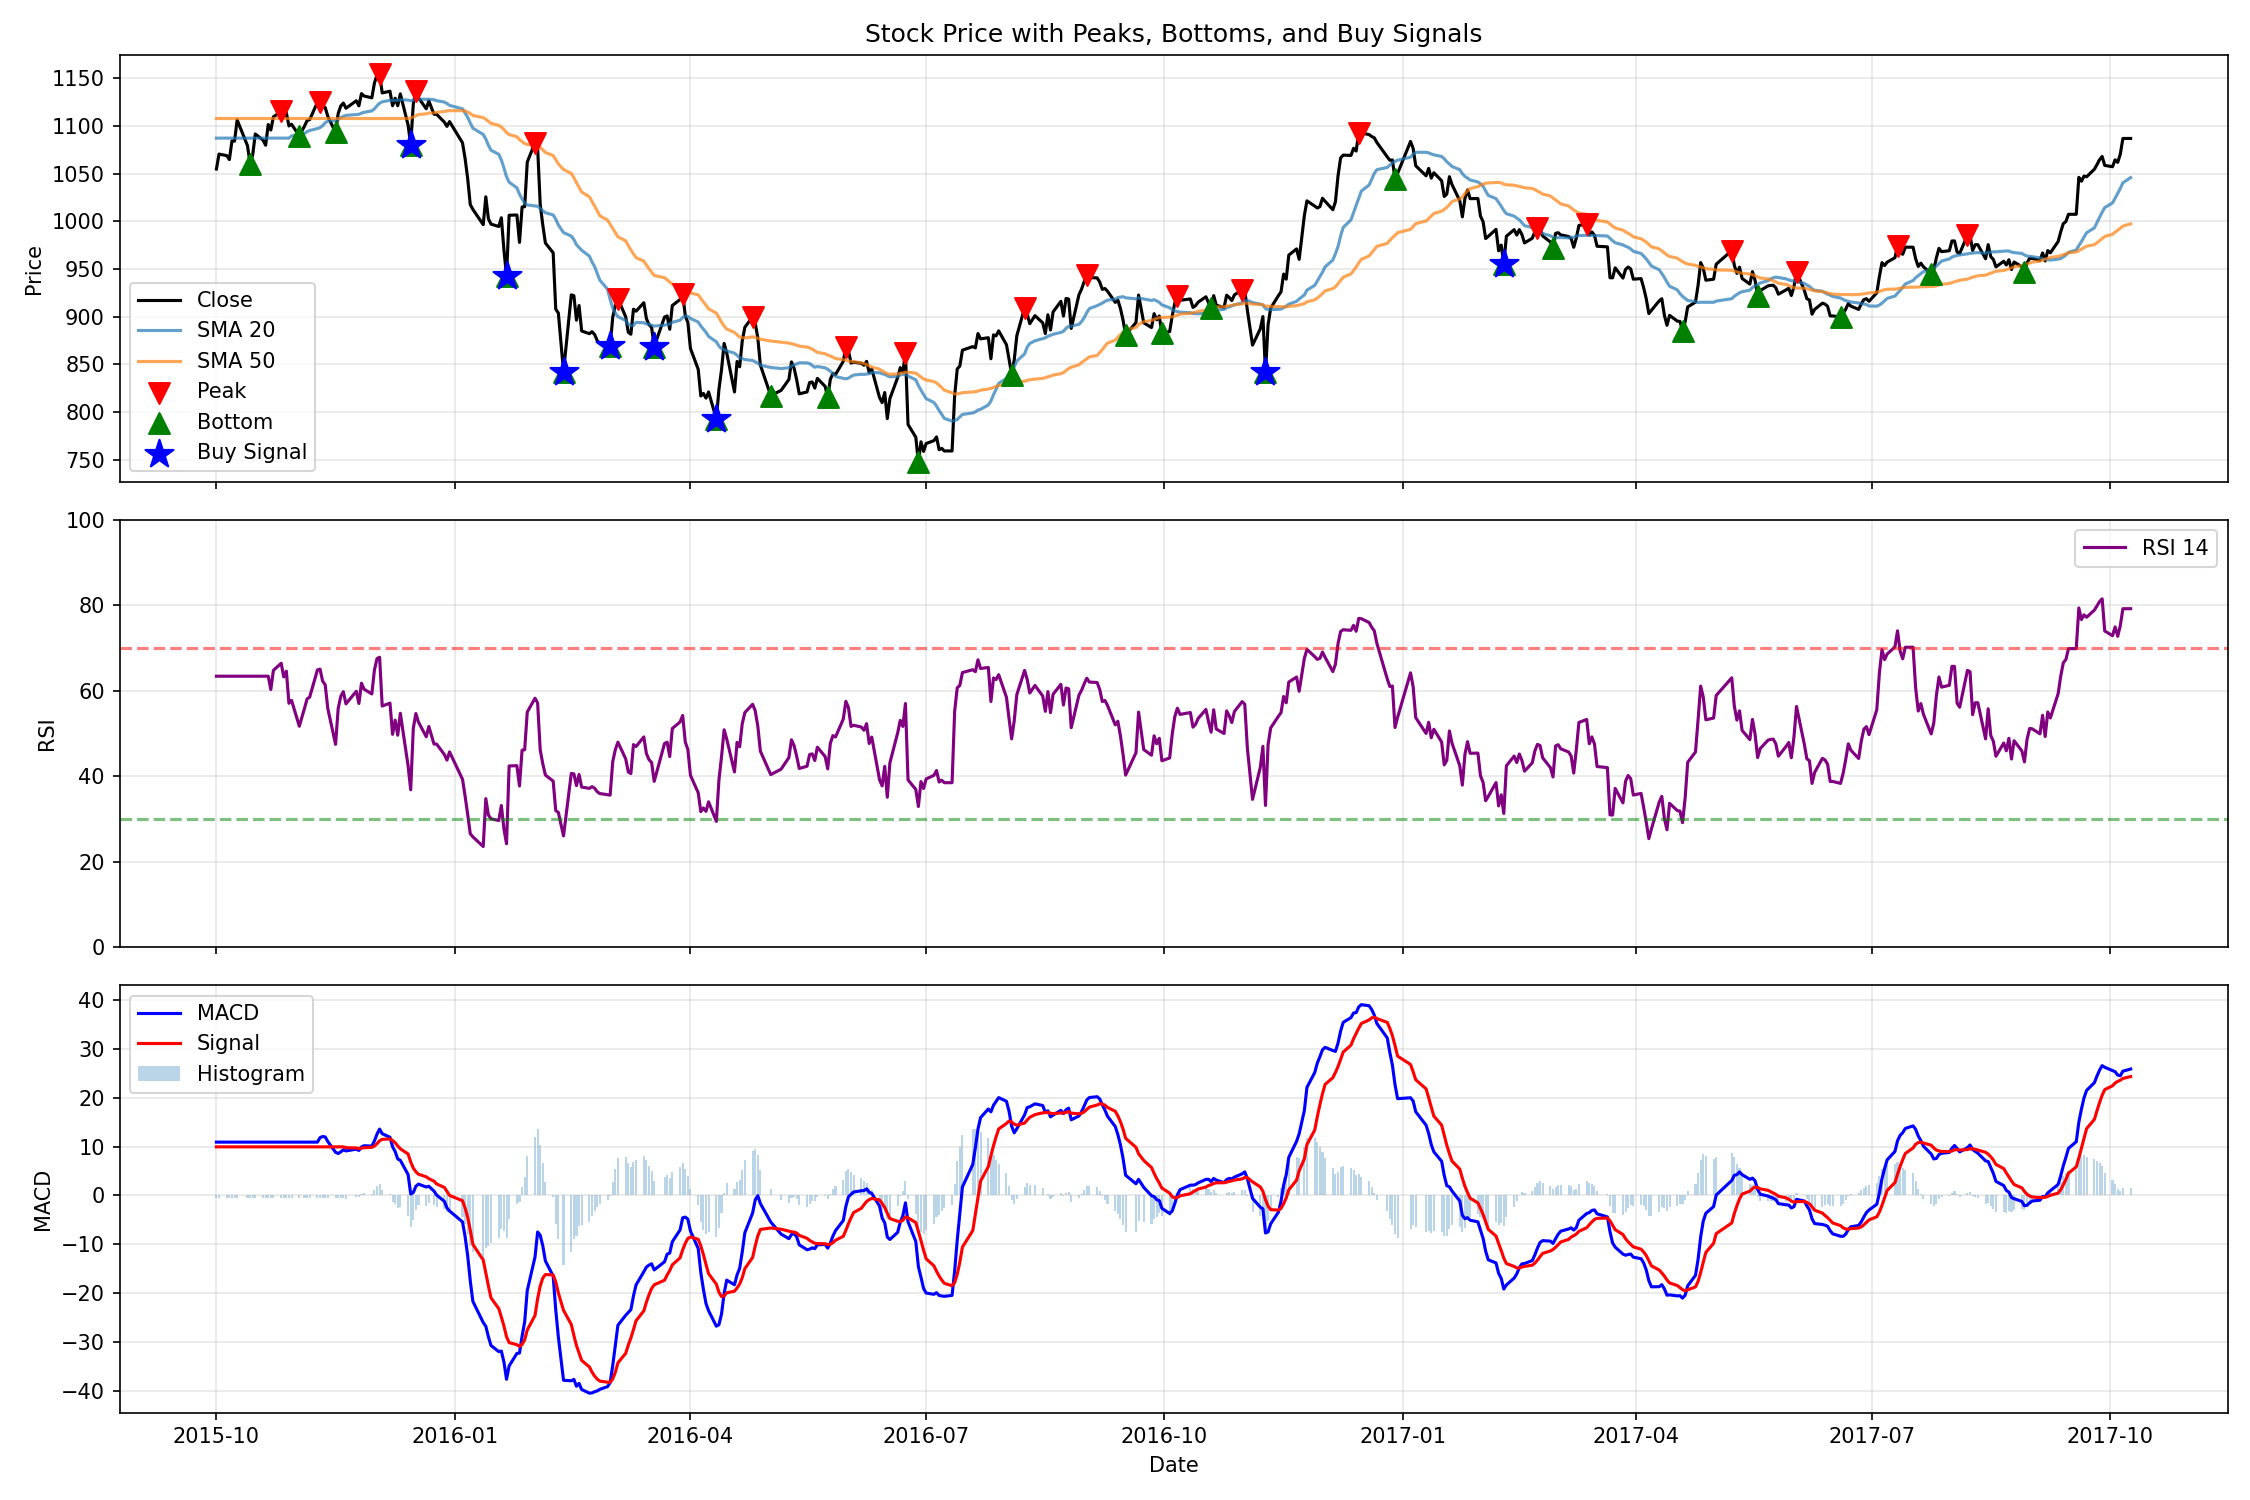 Stock Price with Peaks, Bottoms, and Buy Signals
Price
1150
1100
1050
1000
950
900
850
800
750
Close
SMA 20
SMA 50
Peak
Bottom
Buy Signal
RSI
100
80
60
40
20
0
RSI 14
MACD
40
30
20
10
0
−10
−20
−30
−40
MACD
Signal
Histogram
2015-10
2016-01
2016-04
2016-07
2016-10
2017-01
2017-04
2017-07
2017-10
Date